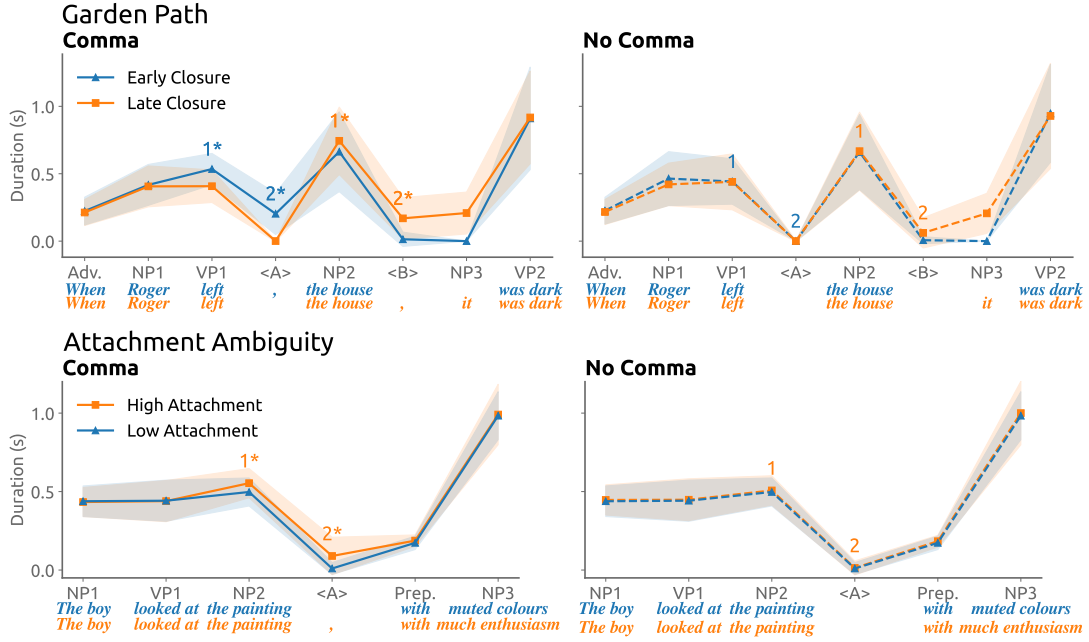 Garden Path
Comma
No Comma
Early Closure
Late Closure
Duration (s)
1.0
0.5
0.0
1*
2*
1*
2*
1
2
1
2
Adv. NP1 VP1 <A> NP2 <B> NP3 VP2
When Roger left , the house was dark
When Roger left the house , it was dark
Adv. NP1 VP1 <A> NP2 <B> NP3 VP2
When Roger left the house was dark
When Roger left the house it was dark
Attachment Ambiguity
Comma
No Comma
High Attachment
Low Attachment
Duration (s)
1.0
0.5
0.0
1*
2*
1
2
NP1 VP1 NP2 <A> Prep. NP3
The boy looked at the painting with muted colours
The boy looked at the painting , with much enthusiasm
NP1 VP1 NP2 <A> Prep. NP3
The boy looked at the painting with muted colours
The boy looked at the painting with much enthusiasm